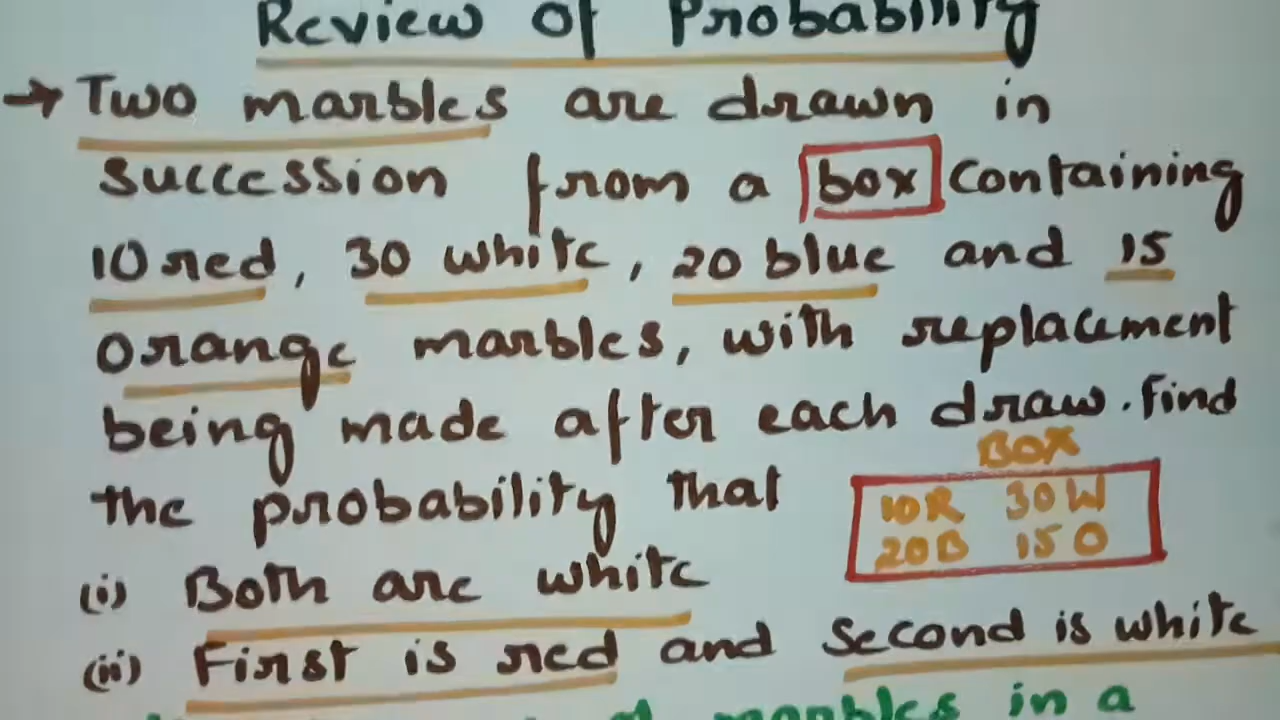 Review of Probability
→ Two marbles are drawn in
succession from a box containing
10 red, 30 white, 20 blue and 15
orange marbles, with replacement
being made after each draw. Find
the probability that
BOX
10R 30W
20B 15O
(i) Both are white
(ii) First is red and Second is white
marbles in a